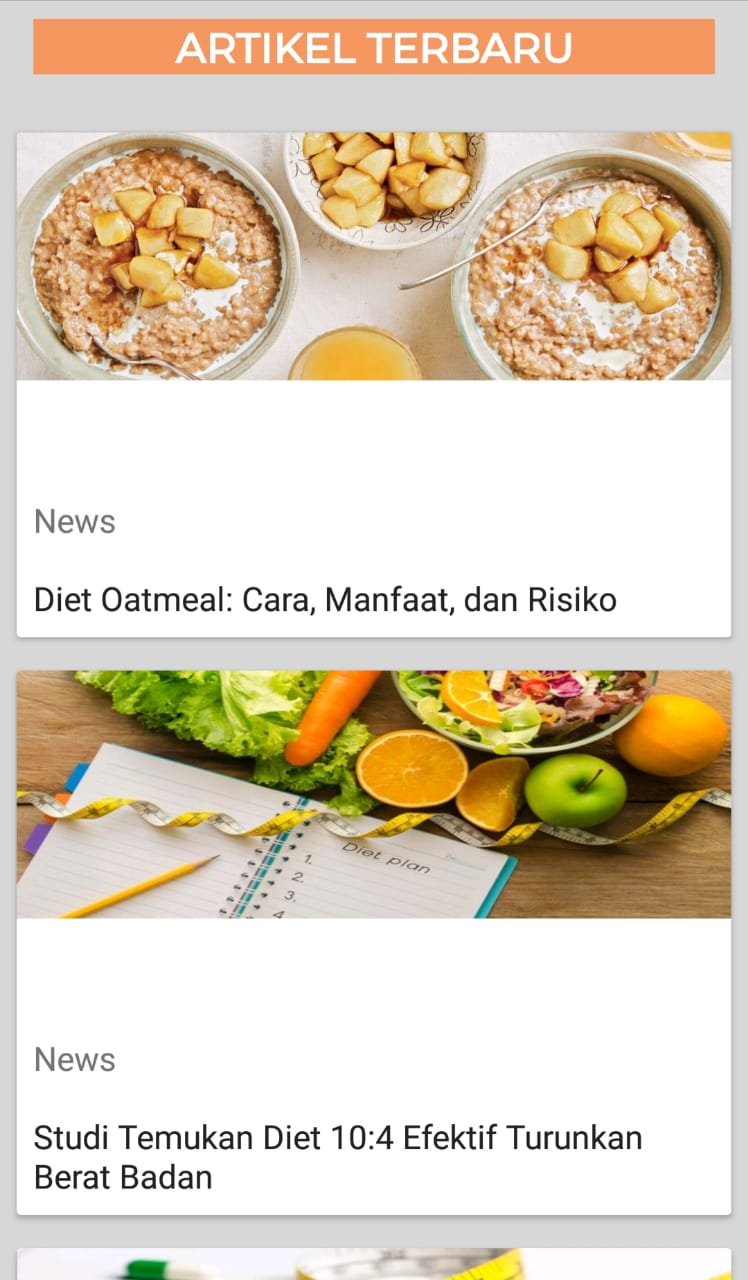 ARTIKEL TERBARU
News
Diet Oatmeal: Cara, Manfaat, dan Risiko
Diet plan
1.
2.
3.
4
News
Studi Temukan Diet 10:4 Efektif Turunkan
Berat Badan